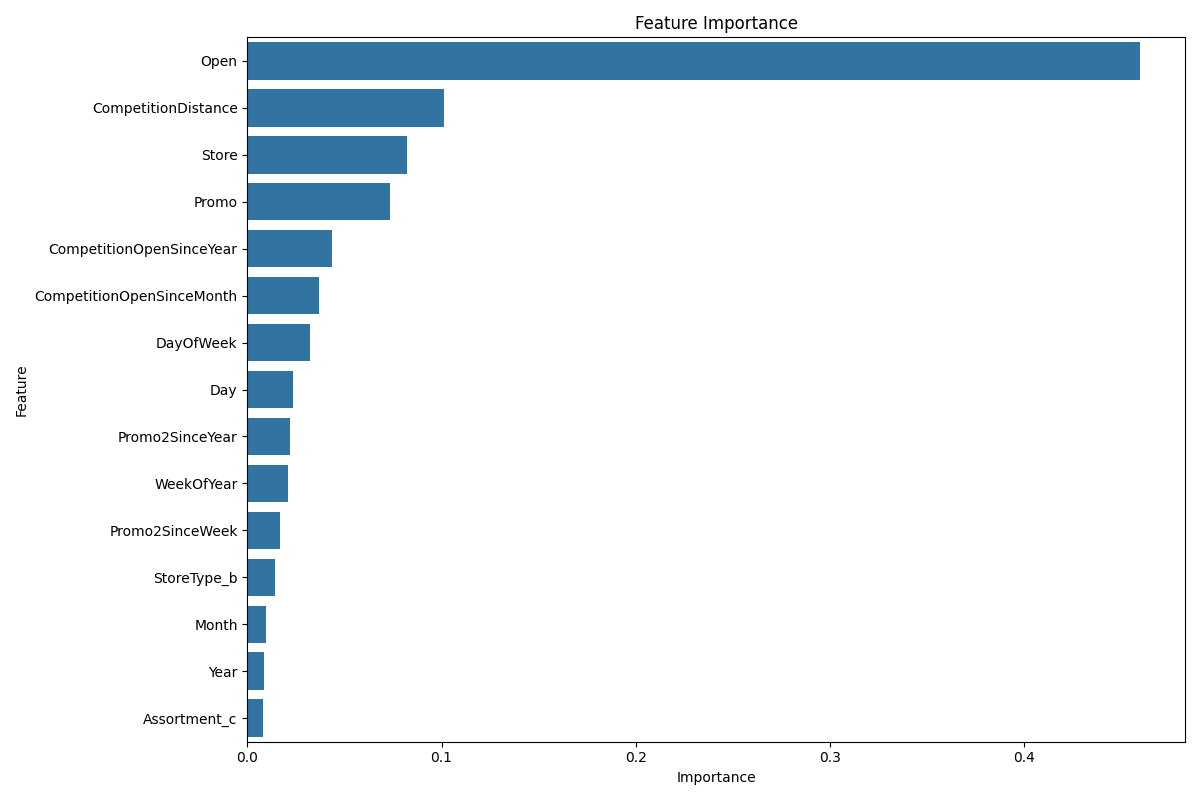 Feature Importance
Open
CompetitionDistance
Store
Promo
CompetitionOpenSinceYear
CompetitionOpenSinceMonth
DayOfWeek
Day
Promo2SinceYear
WeekOfYear
Promo2SinceWeek
StoreType_b
Month
Year
Assortment_c
Feature
0.0 0.1 0.2 0.3 0.4
Importance